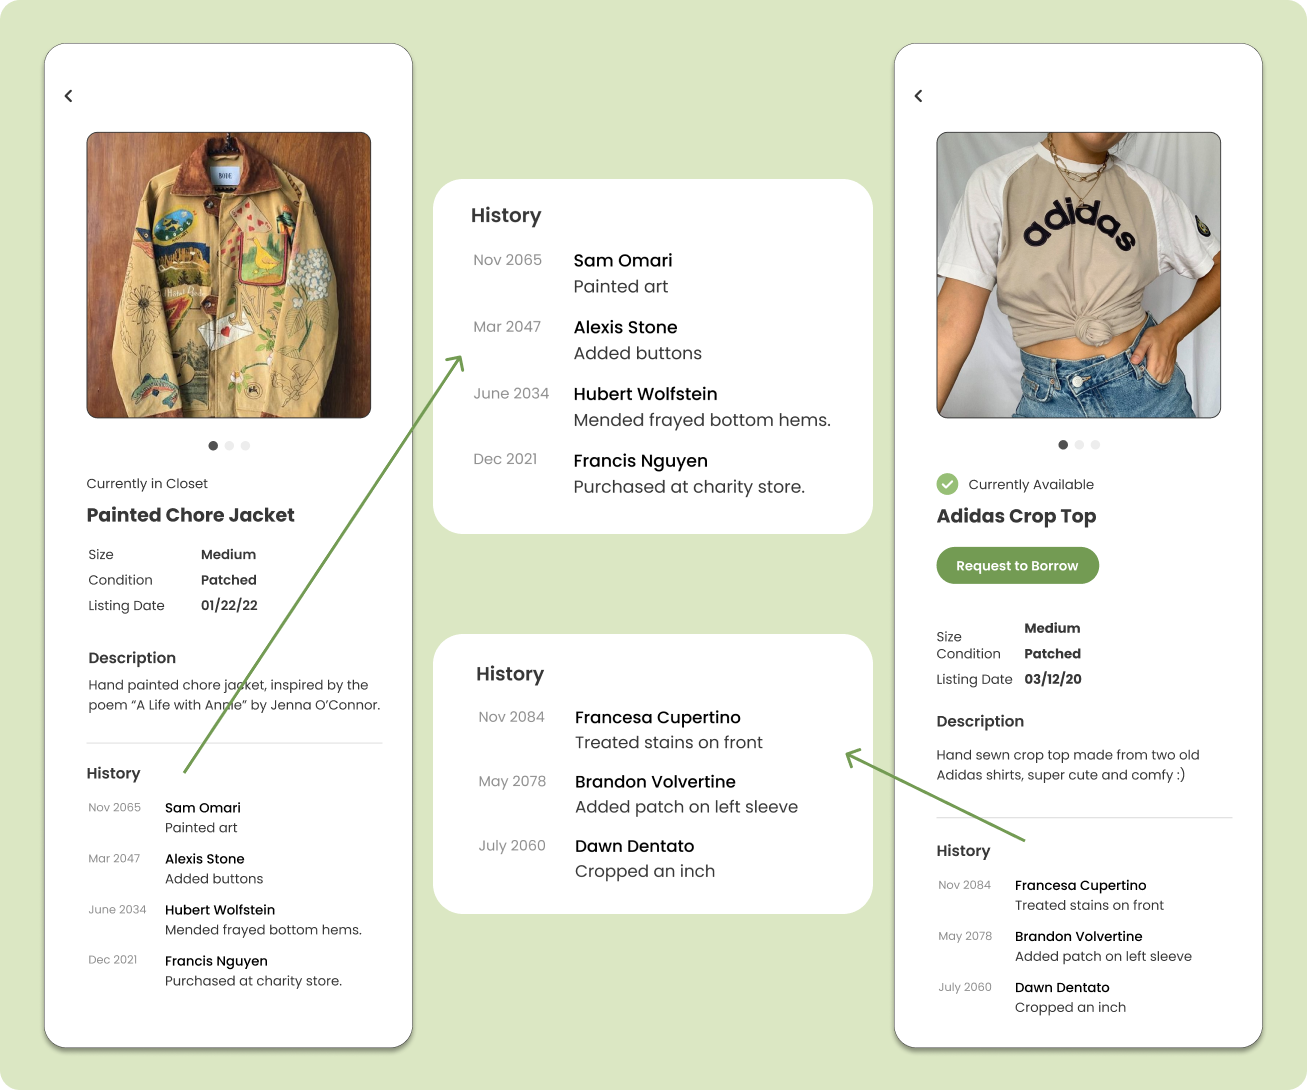 BODE
Hotel Bode
Currently in Closet
Painted Chore Jacket
Size Medium
Condition Patched
Listing Date 01/22/22
Description
Hand painted chore jacket, inspired by the
poem “A Life with Annie” by Jenna O’Connor.
History
Nov 2065 Sam Omari
Painted art
Mar 2047 Alexis Stone
Added buttons
June 2034 Hubert Wolfstein
Mended frayed bottom hems.
Dec 2021 Francis Nguyen
Purchased at charity store.
History
Nov 2065 Sam Omari
Painted art
Mar 2047 Alexis Stone
Added buttons
June 2034 Hubert Wolfstein
Mended frayed bottom hems.
Dec 2021 Francis Nguyen
Purchased at charity store.
History
Nov 2084 Francesa Cupertino
Treated stains on front
May 2078 Brandon Volvertine
Added patch on left sleeve
July 2060 Dawn Dentato
Cropped an inch
adidas
Currently Available
Adidas Crop Top
Request to Borrow
Size Medium
Condition Patched
Listing Date 03/12/20
Description
Hand sewn crop top made from two old
Adidas shirts, super cute and comfy :)
History
Nov 2084 Francesa Cupertino
Treated stains on front
May 2078 Brandon Volvertine
Added patch on left sleeve
July 2060 Dawn Dentato
Cropped an inch